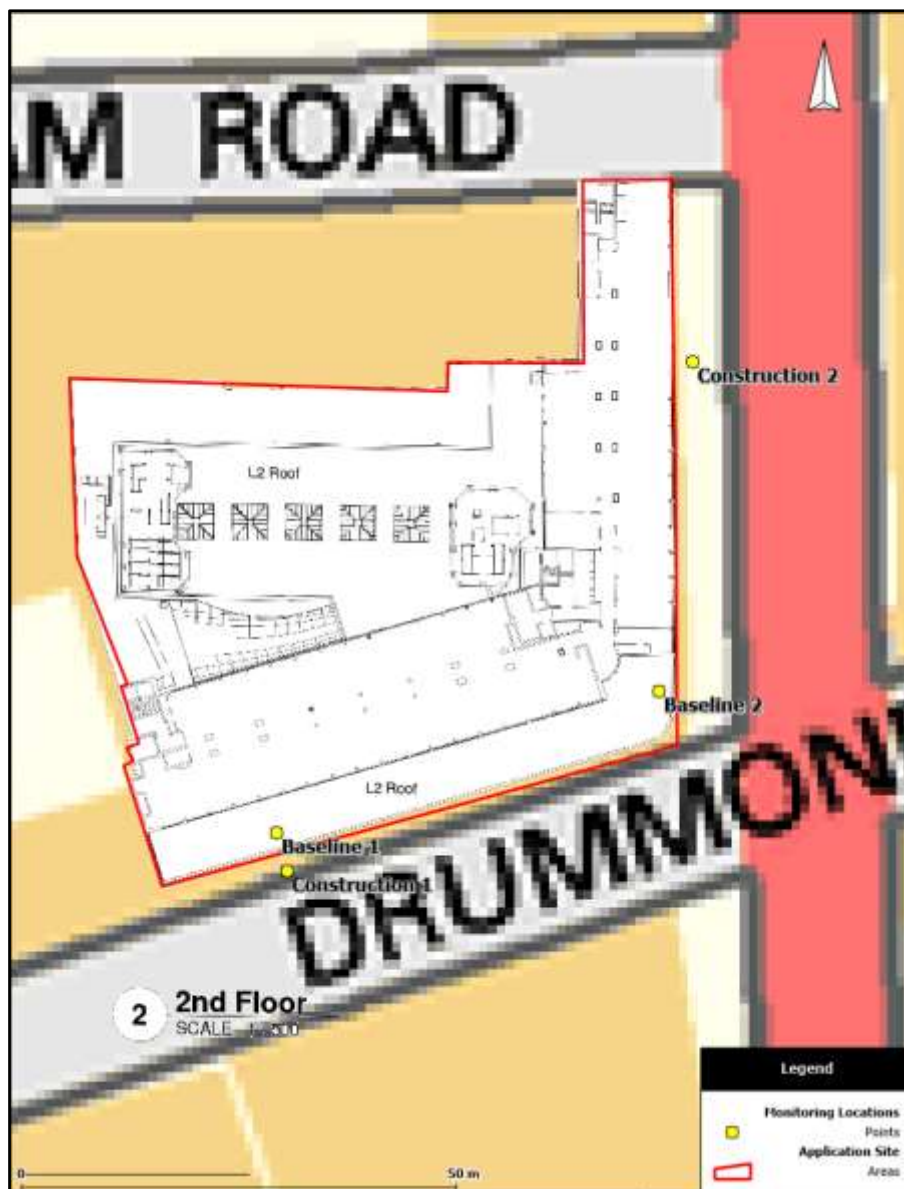 AM ROAD
Construction 2
L2 Roof
Baseline 2
L2 Roof
Baseline 1
Construction 1
DRUMMON
2
2nd Floor
SCALE
Legend
Monitoring Locations
Points
Application Site
Areas
0
50 m